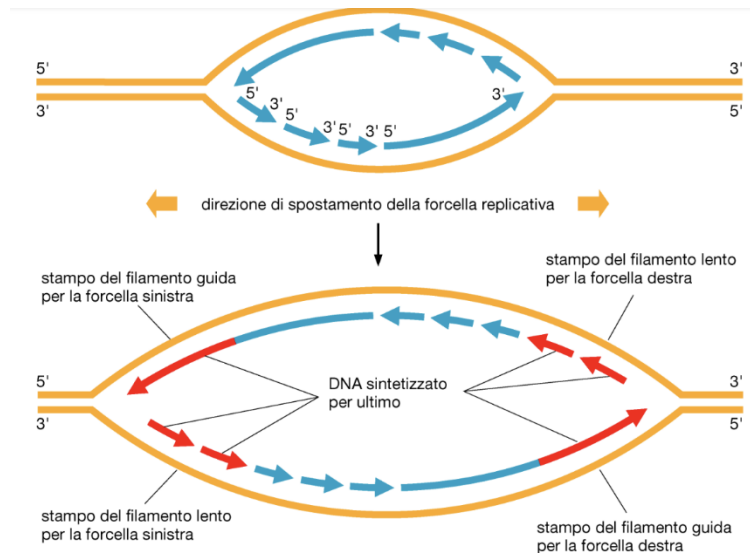 5'
3'
3'
5'
5'
3'
5'
3'
5'
3'
5'
3'
direzione di spostamento della forcella replicativa
stampo del filamento guida
per la forcella sinistra
stampo del filamento lento
per la forcella destra
5'
3'
DNA sintetizzato
per ultimo
3'
5'
stampo del filamento lento
per la forcella sinistra
stampo del filamento guida
per la forcella destra